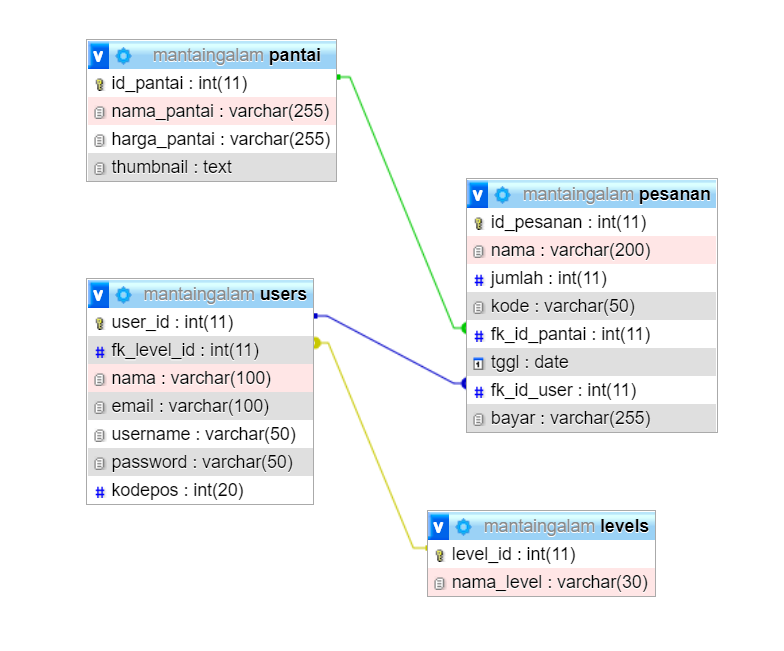 v mantaingalam pantai
id_pantai : int(11)
nama_pantai : varchar(255)
harga_pantai : varchar(255)
thumbnail : text
v mantaingalam pesanan
id_pesanan : int(11)
nama : varchar(200)
# jumlah : int(11)
kode : varchar(50)
# fk_id_pantai : int(11)
tggl : date
# fk_id_user : int(11)
bayar : varchar(255)
v mantaingalam users
user_id : int(11)
# fk_level_id : int(11)
nama : varchar(100)
email : varchar(100)
username : varchar(50)
password : varchar(50)
# kodepos : int(20)
v mantaingalam levels
level_id : int(11)
nama_level : varchar(30)